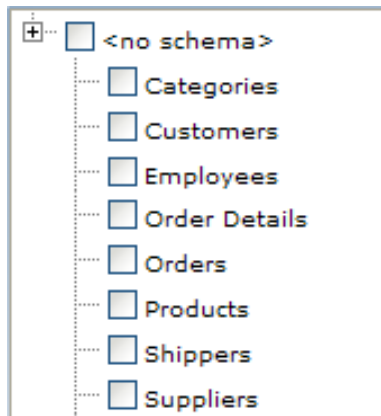 <no schema>
Categories
Customers
Employees
Order Details
Orders
Products
Shippers
Suppliers